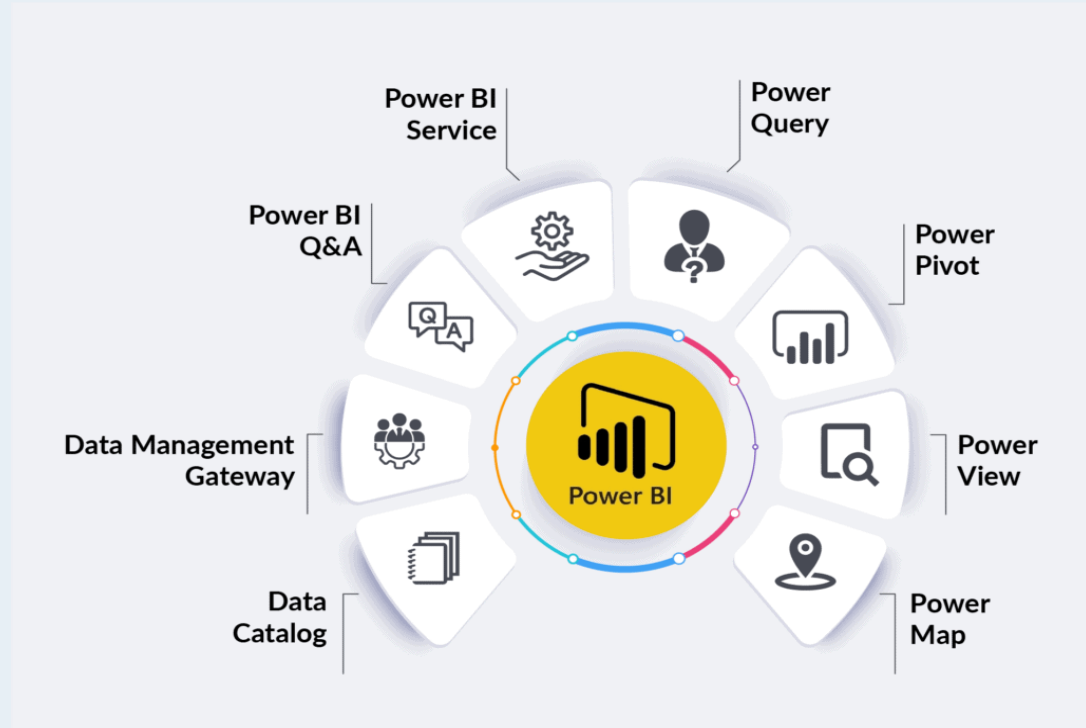 Power BI
Service
Power
Query
Power BI
Q&A
Power
Pivot
Q
A
Data Management
Gateway
Power BI
Power
View
Data
Catalog
Power
Map
?